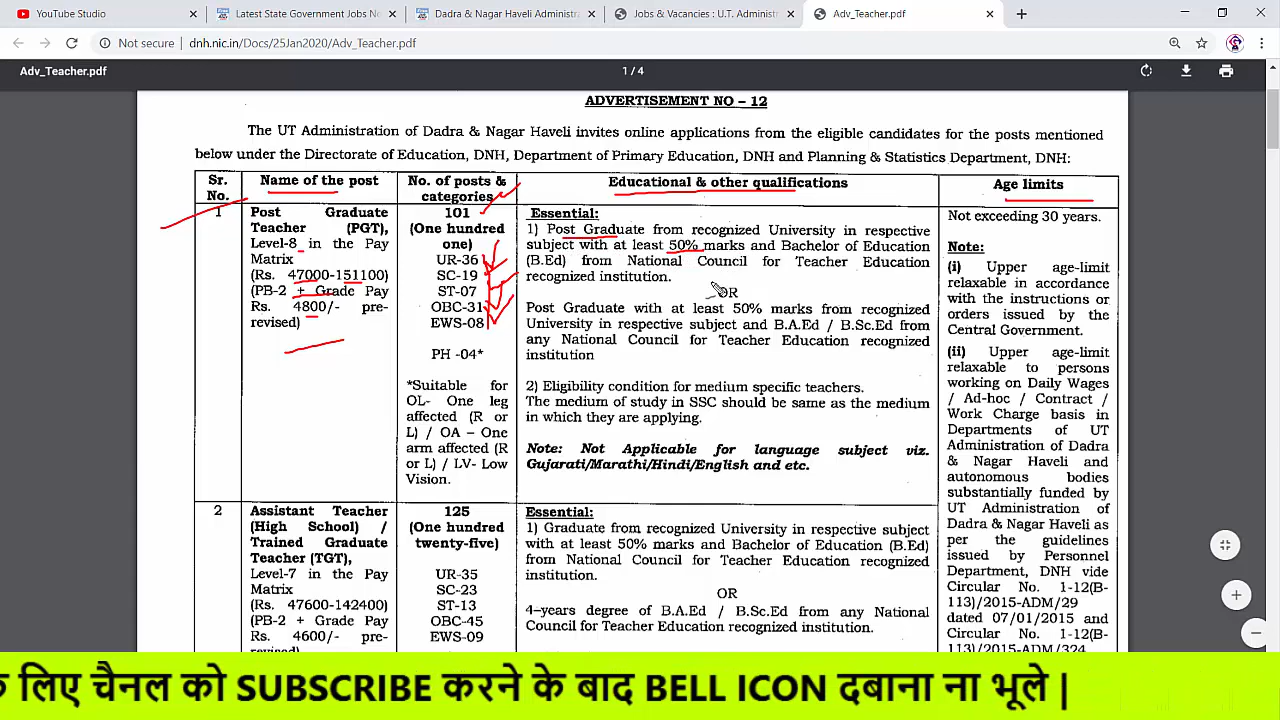 YouTube Studio
Latest State Government Jobs Ne
Dadra & Nagar Haveli Administra
Jobs & Vacancies : U.T. Administr
Adv_Teacher.pdf
Not secure | dnh.nic.in/Docs/25Jan2020/Adv_Teacher.pdf
Adv_Teacher.pdf
1 / 4
ADVERTISEMENT NO – 12
The UT Administration of Dadra & Nagar Haveli invites online applications from the eligible candidates for the posts mentioned
below under the Directorate of Education, DNH, Department of Primary Education, DNH and Planning & Statistics Department, DNH:
Sr.
No.
Name of the post
No. of posts &
categories
Educational & other qualifications
Age limits
1
Post Graduate
Teacher (PGT),
Level-8 in the Pay
Matrix
(Rs. 47000-151100)
(PB-2 + Grade Pay
Rs. 4800/- pre-
revised)
101
(One hundred
one)
UR-36
SC-19
ST-07
OBC-31
EWS-08
PH -04*
*Suitable for
OL- One leg
affected (R or
L) / OA – One
arm affected (R
or L) / LV- Low
Vision.
Essential:
1) Post Graduate from recognized University in respective
subject with at least 50% marks and Bachelor of Education
(B.Ed) from National Council for Teacher Education
recognized institution.
OR
Post Graduate with at least 50% marks from recognized
University in respective subject and B.A.Ed / B.Sc.Ed from
any National Council for Teacher Education recognized
institution
2) Eligibility condition for medium specific teachers.
The medium of study in SSC should be same as the medium
in which they are applying.
Note: Not Applicable for language subject viz.
Gujarati/Marathi/Hindi/English and etc.
Not exceeding 30 years.
Note:
(i) Upper age-limit
relaxable in accordance
with the instructions or
orders issued by the
Central Government.
(ii) Upper age-limit
relaxable to persons
working on Daily Wages
/ Ad-hoc / Contract /
Work Charge basis in
Departments of UT
Administration of Dadra
& Nagar Haveli and
autonomous bodies
substantially funded by
UT Administration of
Dadra & Nagar Haveli as
per the guidelines
issued by Personnel
Department, DNH vide
Circular No. 1-12(B-
113)/2015-ADM/29
dated 07/01/2015 and
Circular No. 1-12(B-
113)/2015-ADM/324
2
Assistant Teacher
(High School) /
Trained Graduate
Teacher (TGT),
Level-7 in the Pay
Matrix
(Rs. 47600-142400)
(PB-2 + Grade Pay
Rs. 4600/- pre-
revised)
125
(One hundred
twenty-five)
UR-35
SC-23
ST-13
OBC-45
EWS-09
Essential:
1) Graduate from recognized University in respective subject
with at least 50% marks and Bachelor of Education (B.Ed)
from National Council for Teacher Education recognized
institution.
OR
4-years degree of B.A.Ed / B.Sc.Ed from any National
Council for Teacher Education recognized institution.
के लिए चैनल को SUBSCRIBE करने के बाद BELL ICON दबाना ना भूले |